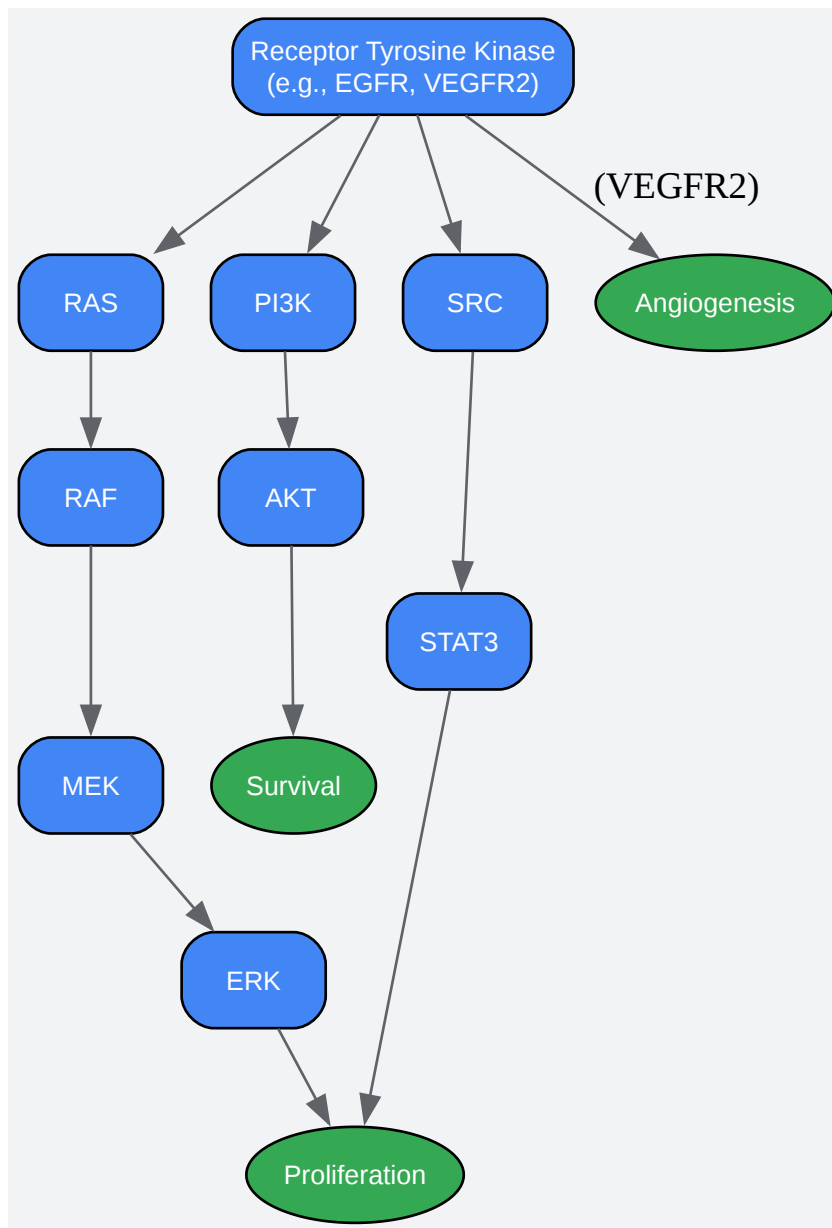 Receptor Tyrosine Kinase
(e.g., EGFR, VEGFR2)
(VEGFR2)
RAS
PI3K
SRC
Angiogenesis
RAF
AKT
STAT3
MEK
Survival
ERK
Proliferation